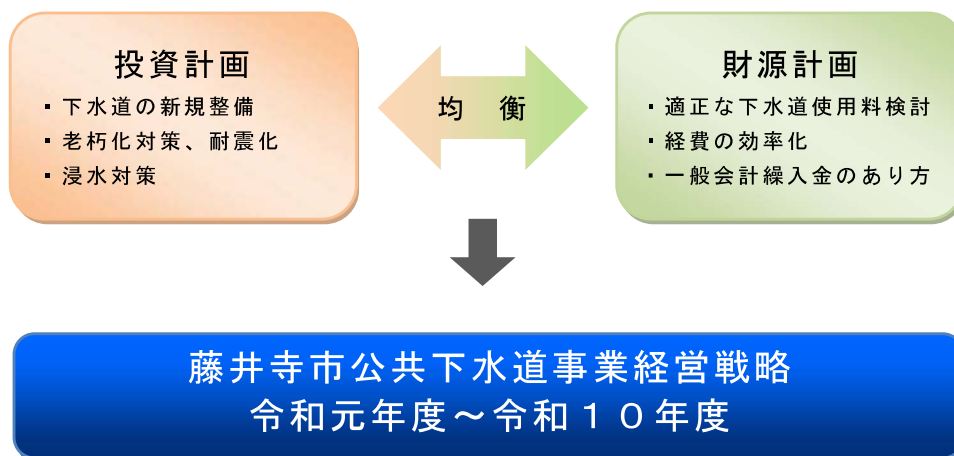 投資計画
▪ 下水道の新規整備
▪ 老朽化対策、耐震化
▪ 浸水対策
均 衡
財源計画
▪ 適正な下水道使用料検討
▪ 経費の効率化
▪ 一般会計繰入金のあり方
藤井寺市公共下水道事業経営戦略
令和元年度～令和１０年度